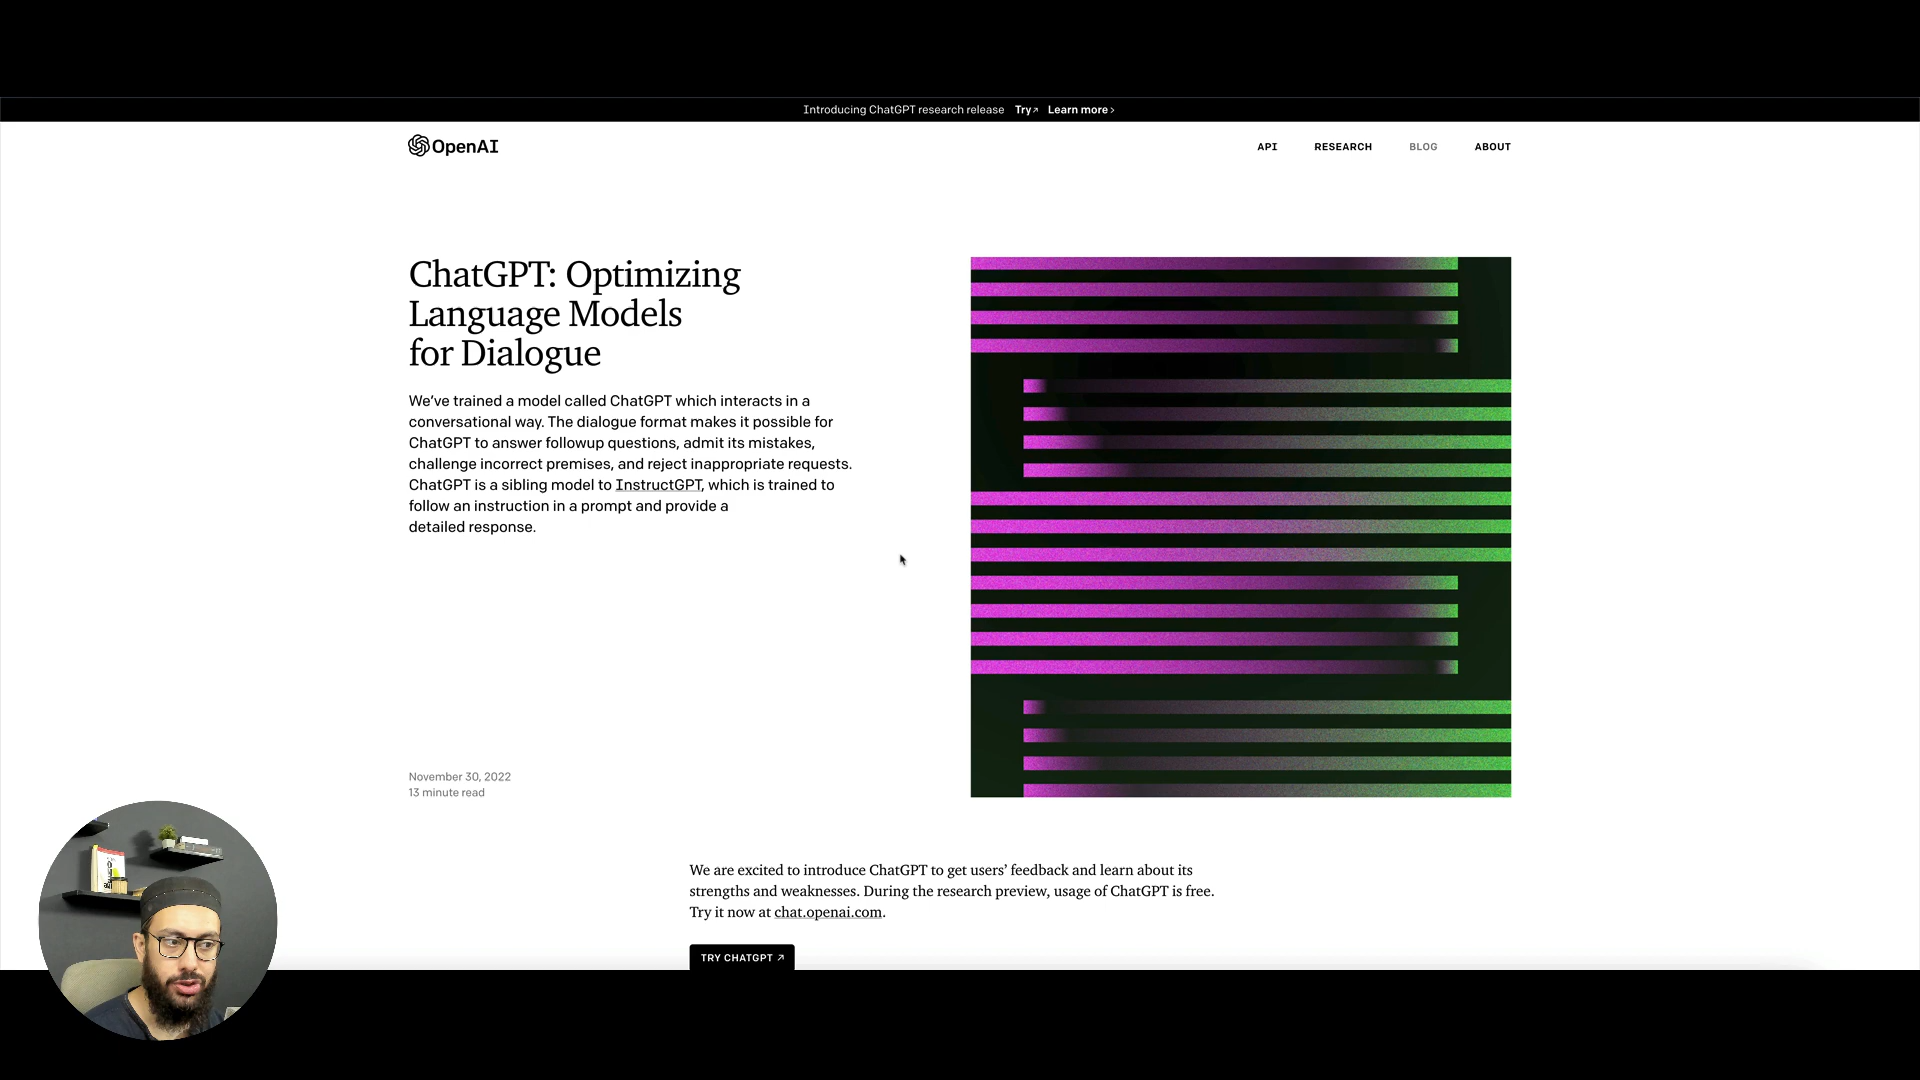 Introducing ChatGPT research release Try↗ Learn more›
OpenAI
API RESEARCH BLOG ABOUT
ChatGPT: Optimizing
Language Models
for Dialogue
We’ve trained a model called ChatGPT which interacts in a
conversational way. The dialogue format makes it possible for
ChatGPT to answer followup questions, admit its mistakes,
challenge incorrect premises, and reject inappropriate requests.
ChatGPT is a sibling model to InstructGPT, which is trained to
follow an instruction in a prompt and provide a
detailed response.
November 30, 2022
13 minute read
We are excited to introduce ChatGPT to get users’ feedback and learn about its
strengths and weaknesses. During the research preview, usage of ChatGPT is free.
Try it now at chat.openai.com.
TRY CHATGPT ↗